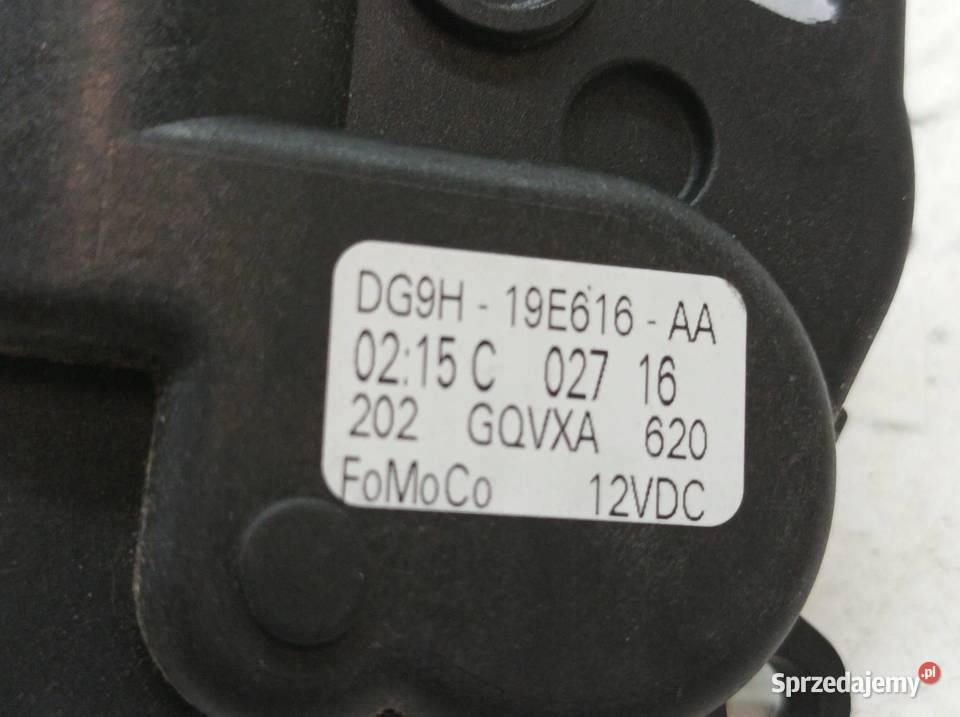 DG9H - 19E616 - AA
02:15 C 027 16
202 GQVXA 620
FoMoCo 12VDC
Sprzedajemy.pl